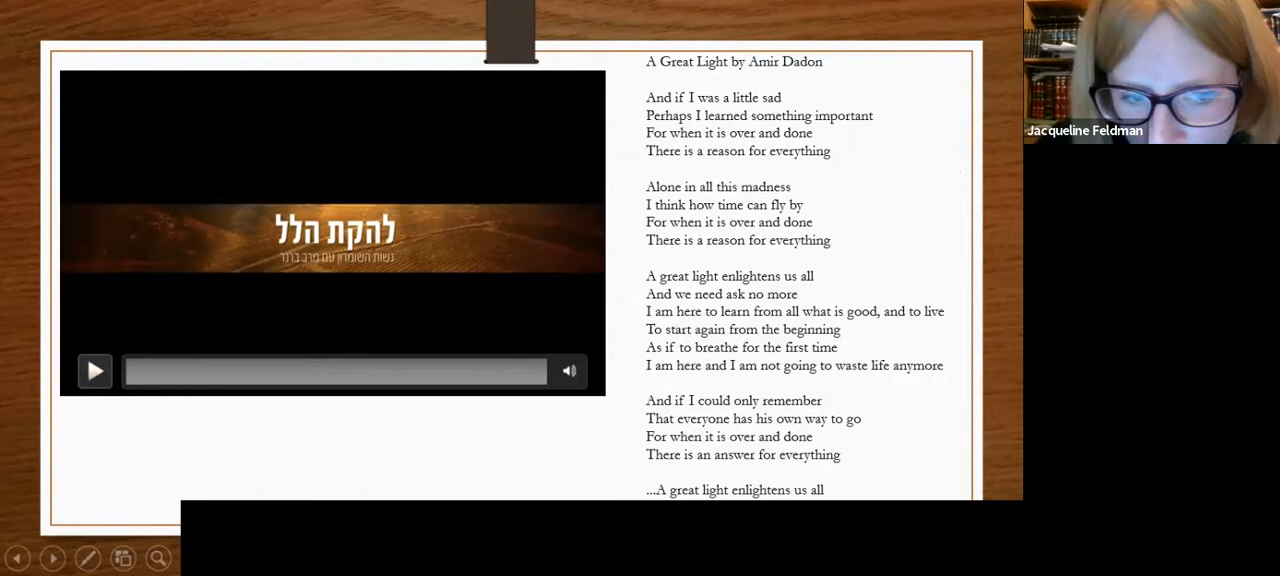 להקת הלל
נשות השומרון עם מרב ברנר
A Great Light by Amir Dadon
And if I was a little sad
Perhaps I learned something important
For when it is over and done
There is a reason for everything
Alone in all this madness
I think how time can fly by
For when it is over and done
There is a reason for everything
A great light enlightens us all
And we need ask no more
I am here to learn from all what is good, and to live
To start again from the beginning
As if to breathe for the first time
I am here and I am not going to waste life anymore
And if I could only remember
That everyone has his own way to go
For when it is over and done
There is an answer for everything
...A great light enlightens us all
Jacqueline Feldman